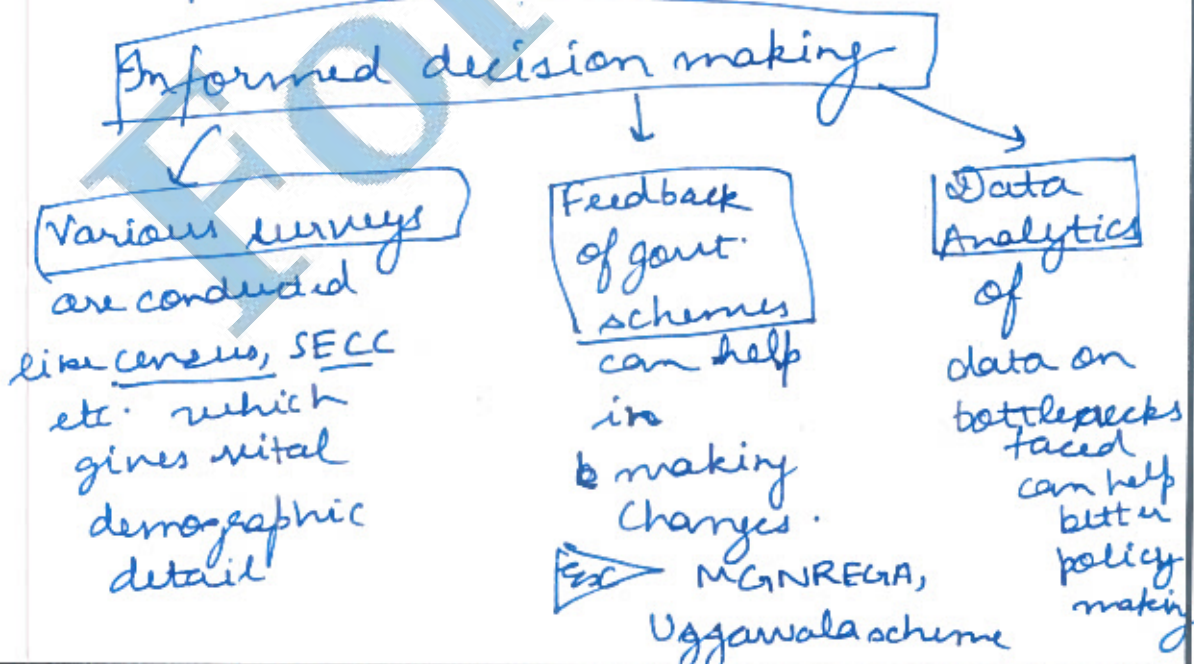 Informed decision making
Various surveys
are conducted
like census, SECC
etc. which
gives vital
demographic
detail
Feedback
of govt.
schemes
can help
in
making
changes.
Ex MGNREGA,
Uggawala scheme
Data
Analytics
of
data on
bottlenecks
faced
can help
better
policy
making
For